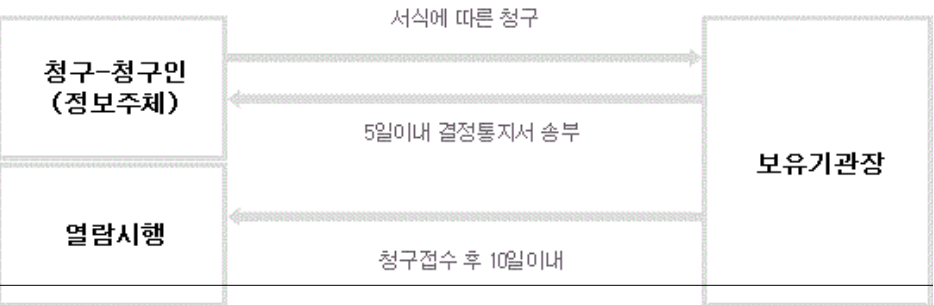 서식에 따른 청구
청구-청구인
(정보주체)
5일이내 결정통지서 송부
보유기관장
열람시행
청구접수 후 10일이내